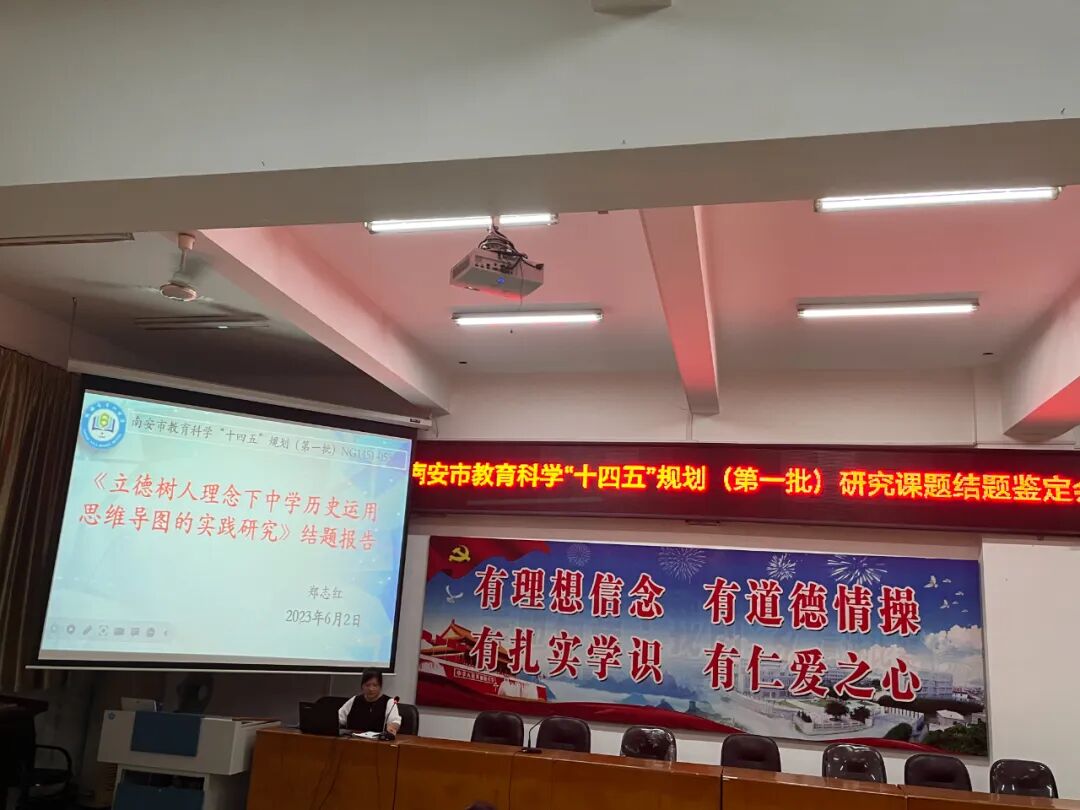 南安市教育科学“十四五”规划（第一批）
《立德树人理念下中学历史运用
思维导图的实践研究》结题报告
郑志红
2023年6月2日
南安市教育科学“十四五”规划（第一批）研究课题结题鉴定会
有理想信念 有道德情操
有扎实学识 有仁爱之心